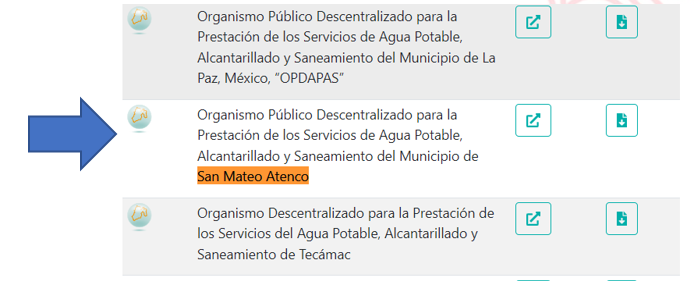 Organismo Público Descentralizado para la
Prestación de los Servicios de Agua Potable,
Alcantarillado y Saneamiento del Municipio de La
Paz, México, “OPDAPAS”
Organismo Público Descentralizado para la
Prestación de los Servicios de Agua Potable,
Alcantarillado y Saneamiento del Municipio de
San Mateo Atenco
Organismo Descentralizado para la Prestación de
los Servicios del Agua Potable, Alcantarillado y
Saneamiento de Tecámac